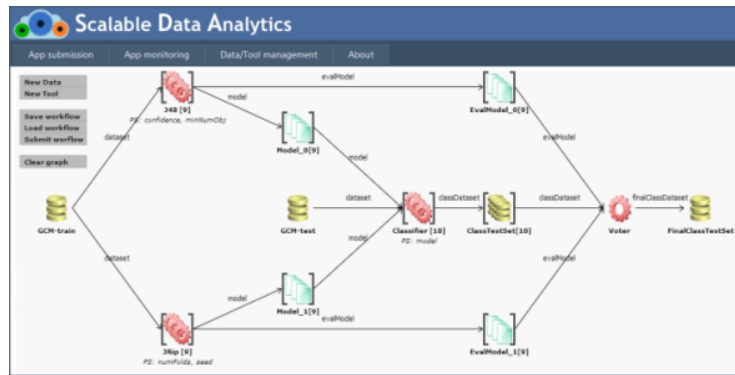 Scalable Data Analytics
App submission App monitoring Data/Tool management About
New Data
New Tool
Save workflow
Load workflow
Submit worflow
Clear graph
evalModel
J48 [9]
PS: confidence, minNumObj
model
EvalModel_0[9]
dataset
Model_0[9]
model
evalModel
GCM-train
GCM-test
dataset
Classifier [18]
PS: model
classDataset
ClassTestSet[18]
classDataset
Voter
finalClassDataset
FinalClassTestSet
dataset
model
evalModel
model
Model_1[9]
evalModel
JRip [9]
PS: numFolds, seed
EvalModel_1[9]